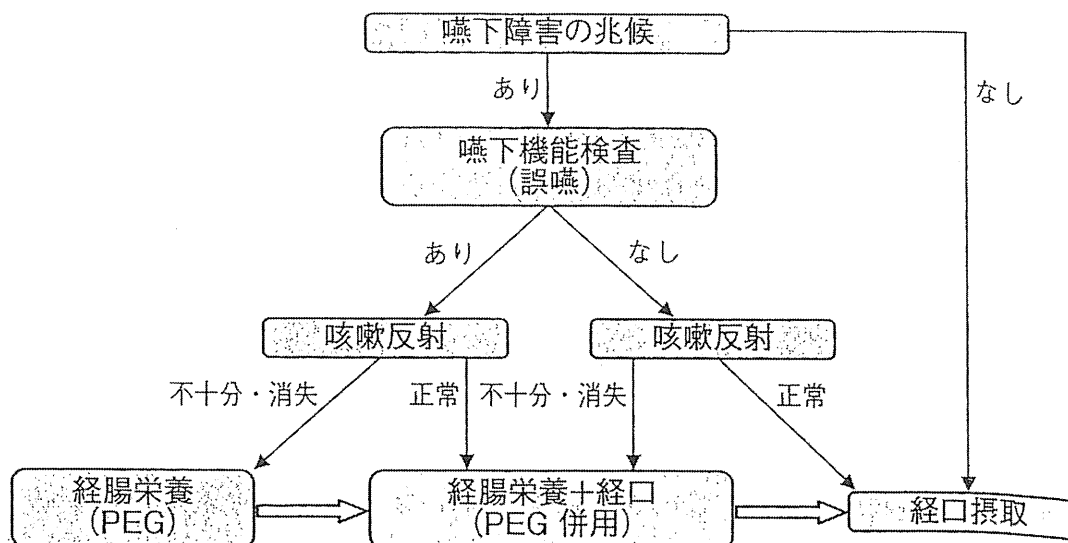 嚥下障害の兆候
あり
なし
嚥下機能検査
(誤嚥)
あり
なし
咳嗽反射
咳嗽反射
不十分・消失
正常
不十分・消失
正常
経腸栄養
(PEG)
経腸栄養+経口
(PEG 併用)
経口摂取